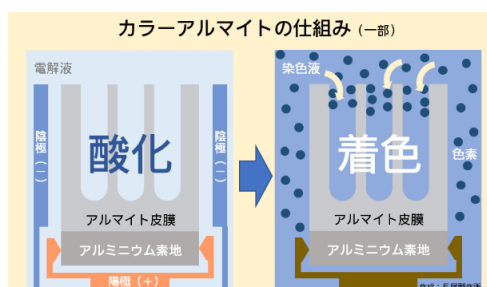 カラーアルマイトの仕組み（一部）
電解液
陰極（ー）
酸化
陰極（ー）
アルマイト皮膜
アルミニウム素地
陽極（＋）
染色液
着色
色素
アルマイト皮膜
アルミニウム素地